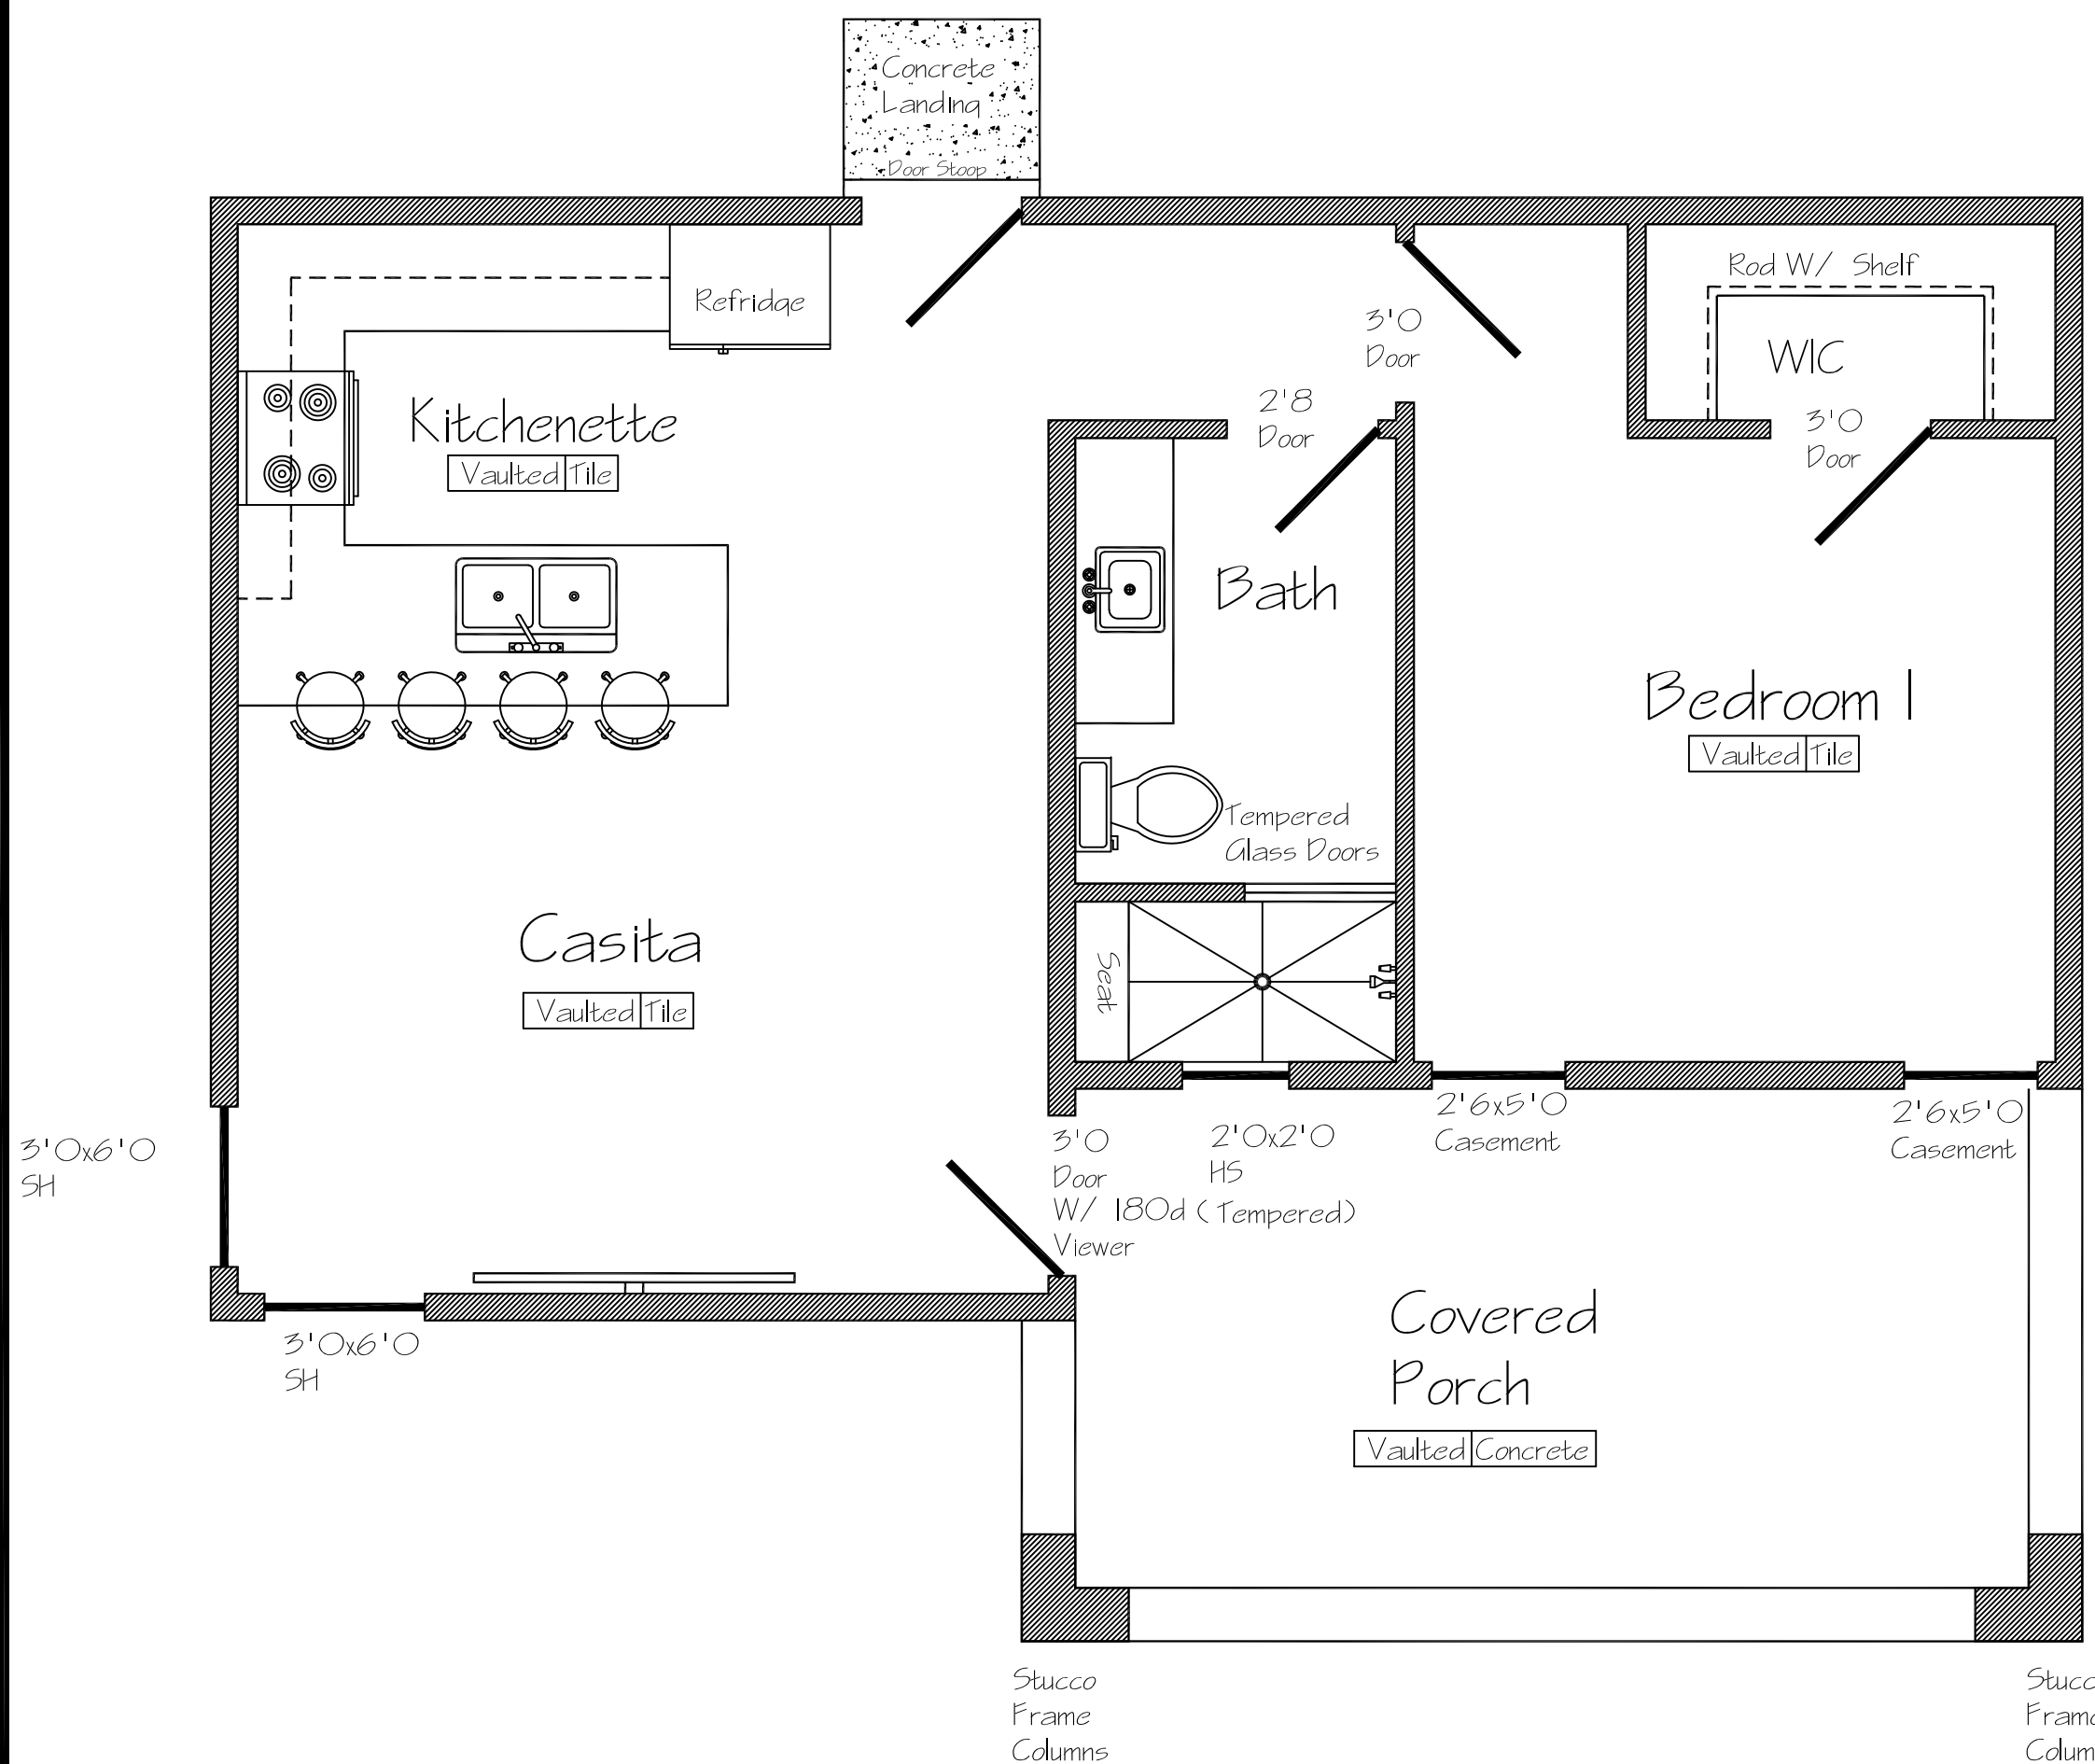 Concrete
Landing
Door Stoop
Refridge
Rod W/ Shelf
WIC
3'0
Door
3'0
Door
2'8
Door
Kitchenette
Vaulted Tile
Bath
Bedroom 1
Vaulted Tile
Tempered
Glass Doors
Casita
Vaulted Tile
Seat
3'0x6'0
SH
3'0
Door
W/ 180d
Viewer
2'0x2'0
HS
(Tempered)
2'6x5'0
Casement
2'6x5'0
Casement
3'0x6'0
SH
Covered
Porch
Vaulted Concrete
Stucco
Frame
Columns
Stucc
Frame
Colum